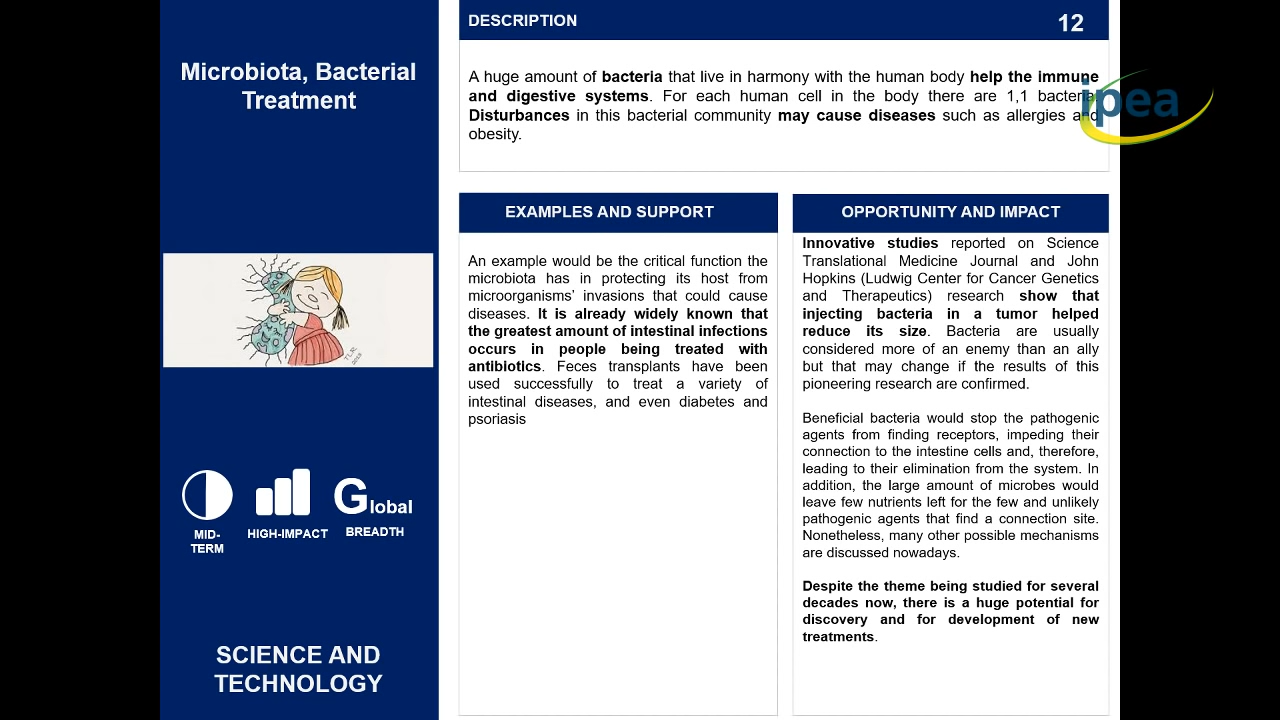 Microbiota, Bacterial
Treatment
MID-
TERM
HIGH-IMPACT
Global
BREADTH
SCIENCE AND
TECHNOLOGY
DESCRIPTION
12
A huge amount of bacteria that live in harmony with the human body help the immune
and digestive systems. For each human cell in the body there are 1,1 bacteria
Disturbances in this bacterial community may cause diseases such as allergies and
obesity.
ipea
EXAMPLES AND SUPPORT
An example would be the critical function the
microbiota has in protecting its host from
microorganisms' invasions that could cause
diseases. It is already widely known that
the greatest amount of intestinal infections
occurs in people being treated with
antibiotics. Feces transplants have been
used successfully to treat a variety of
intestinal diseases, and even diabetes and
psoriasis
OPPORTUNITY AND IMPACT
Innovative studies reported on Science
Translational Medicine Journal and John
Hopkins (Ludwig Center for Cancer Genetics
and Therapeutics) research show that
injecting bacteria in a tumor helped
reduce its size. Bacteria are usually
considered more of an enemy than an ally
but that may change if the results of this
pioneering research are confirmed.
Beneficial bacteria would stop the pathogenic
agents from finding receptors, impeding their
connection to the intestine cells and, therefore,
leading to their elimination from the system. In
addition, the large amount of microbes would
leave few nutrients left for the few and unlikely
pathogenic agents that find a connection site.
Nonetheless, many other possible mechanisms
are discussed nowadays.
Despite the theme being studied for several
decades now, there is a huge potential for
discovery and for development of new
treatments.